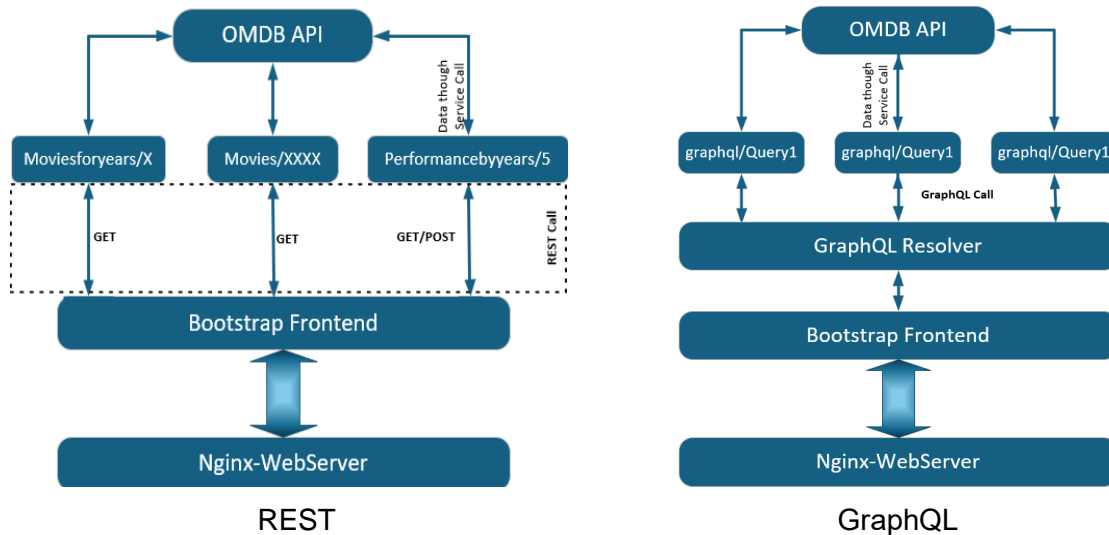 OMDB API
Data though
Service Call
Moviesforyears/X
Movies/XXXX
Performancebyyears/5
GET
GET
GET/POST
REST Call
Bootstrap Frontend
Nginx-WebServer
REST
OMDB API
Data though
Service Call
graphql/Query1
graphql/Query1
graphql/Query1
GraphQL Call
GraphQL Resolver
Bootstrap Frontend
Nginx-WebServer
GraphQL